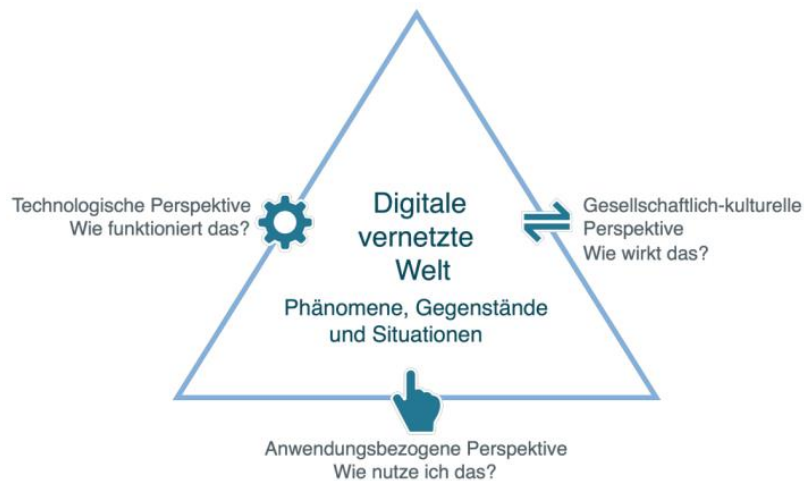 Technologische Perspektive
Wie funktioniert das?
Digitale
vernetzte
Welt
Phänomene, Gegenstände
und Situationen
Gesellschaftlich-kulturelle
Perspektive
Wie wirkt das?
Anwendungsbezogene Perspektive
Wie nutze ich das?